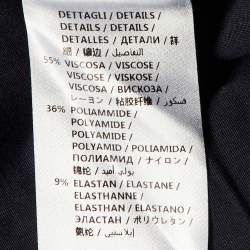 DETTAGLI / DETAILS /
DETAILS / DETAILS /
DETALLES / ДЕТАЛИ / 詳
細 / 镶边 / التفاصيل
55% VISCOSA / VISCOSE /
VISCOSE / VISKOSE /
VISCOSA / ВИСКОЗА /
レーヨン / 粘胶纤维 /
فسكوز
36% POLIAMMIDE /
POLYAMIDE /
POLYAMIDE /
POLYAMID / POLIAMIDA /
ПОЛИАМИД / ナイロン /
锦纶 / بولي أميد
9% ELASTAN / ELASTANE /
ELASTHANNE /
ELASTHAN / ELASTANO /
ЭЛАСТАН / ポリウレタン /
氨纶 / إيلاستين